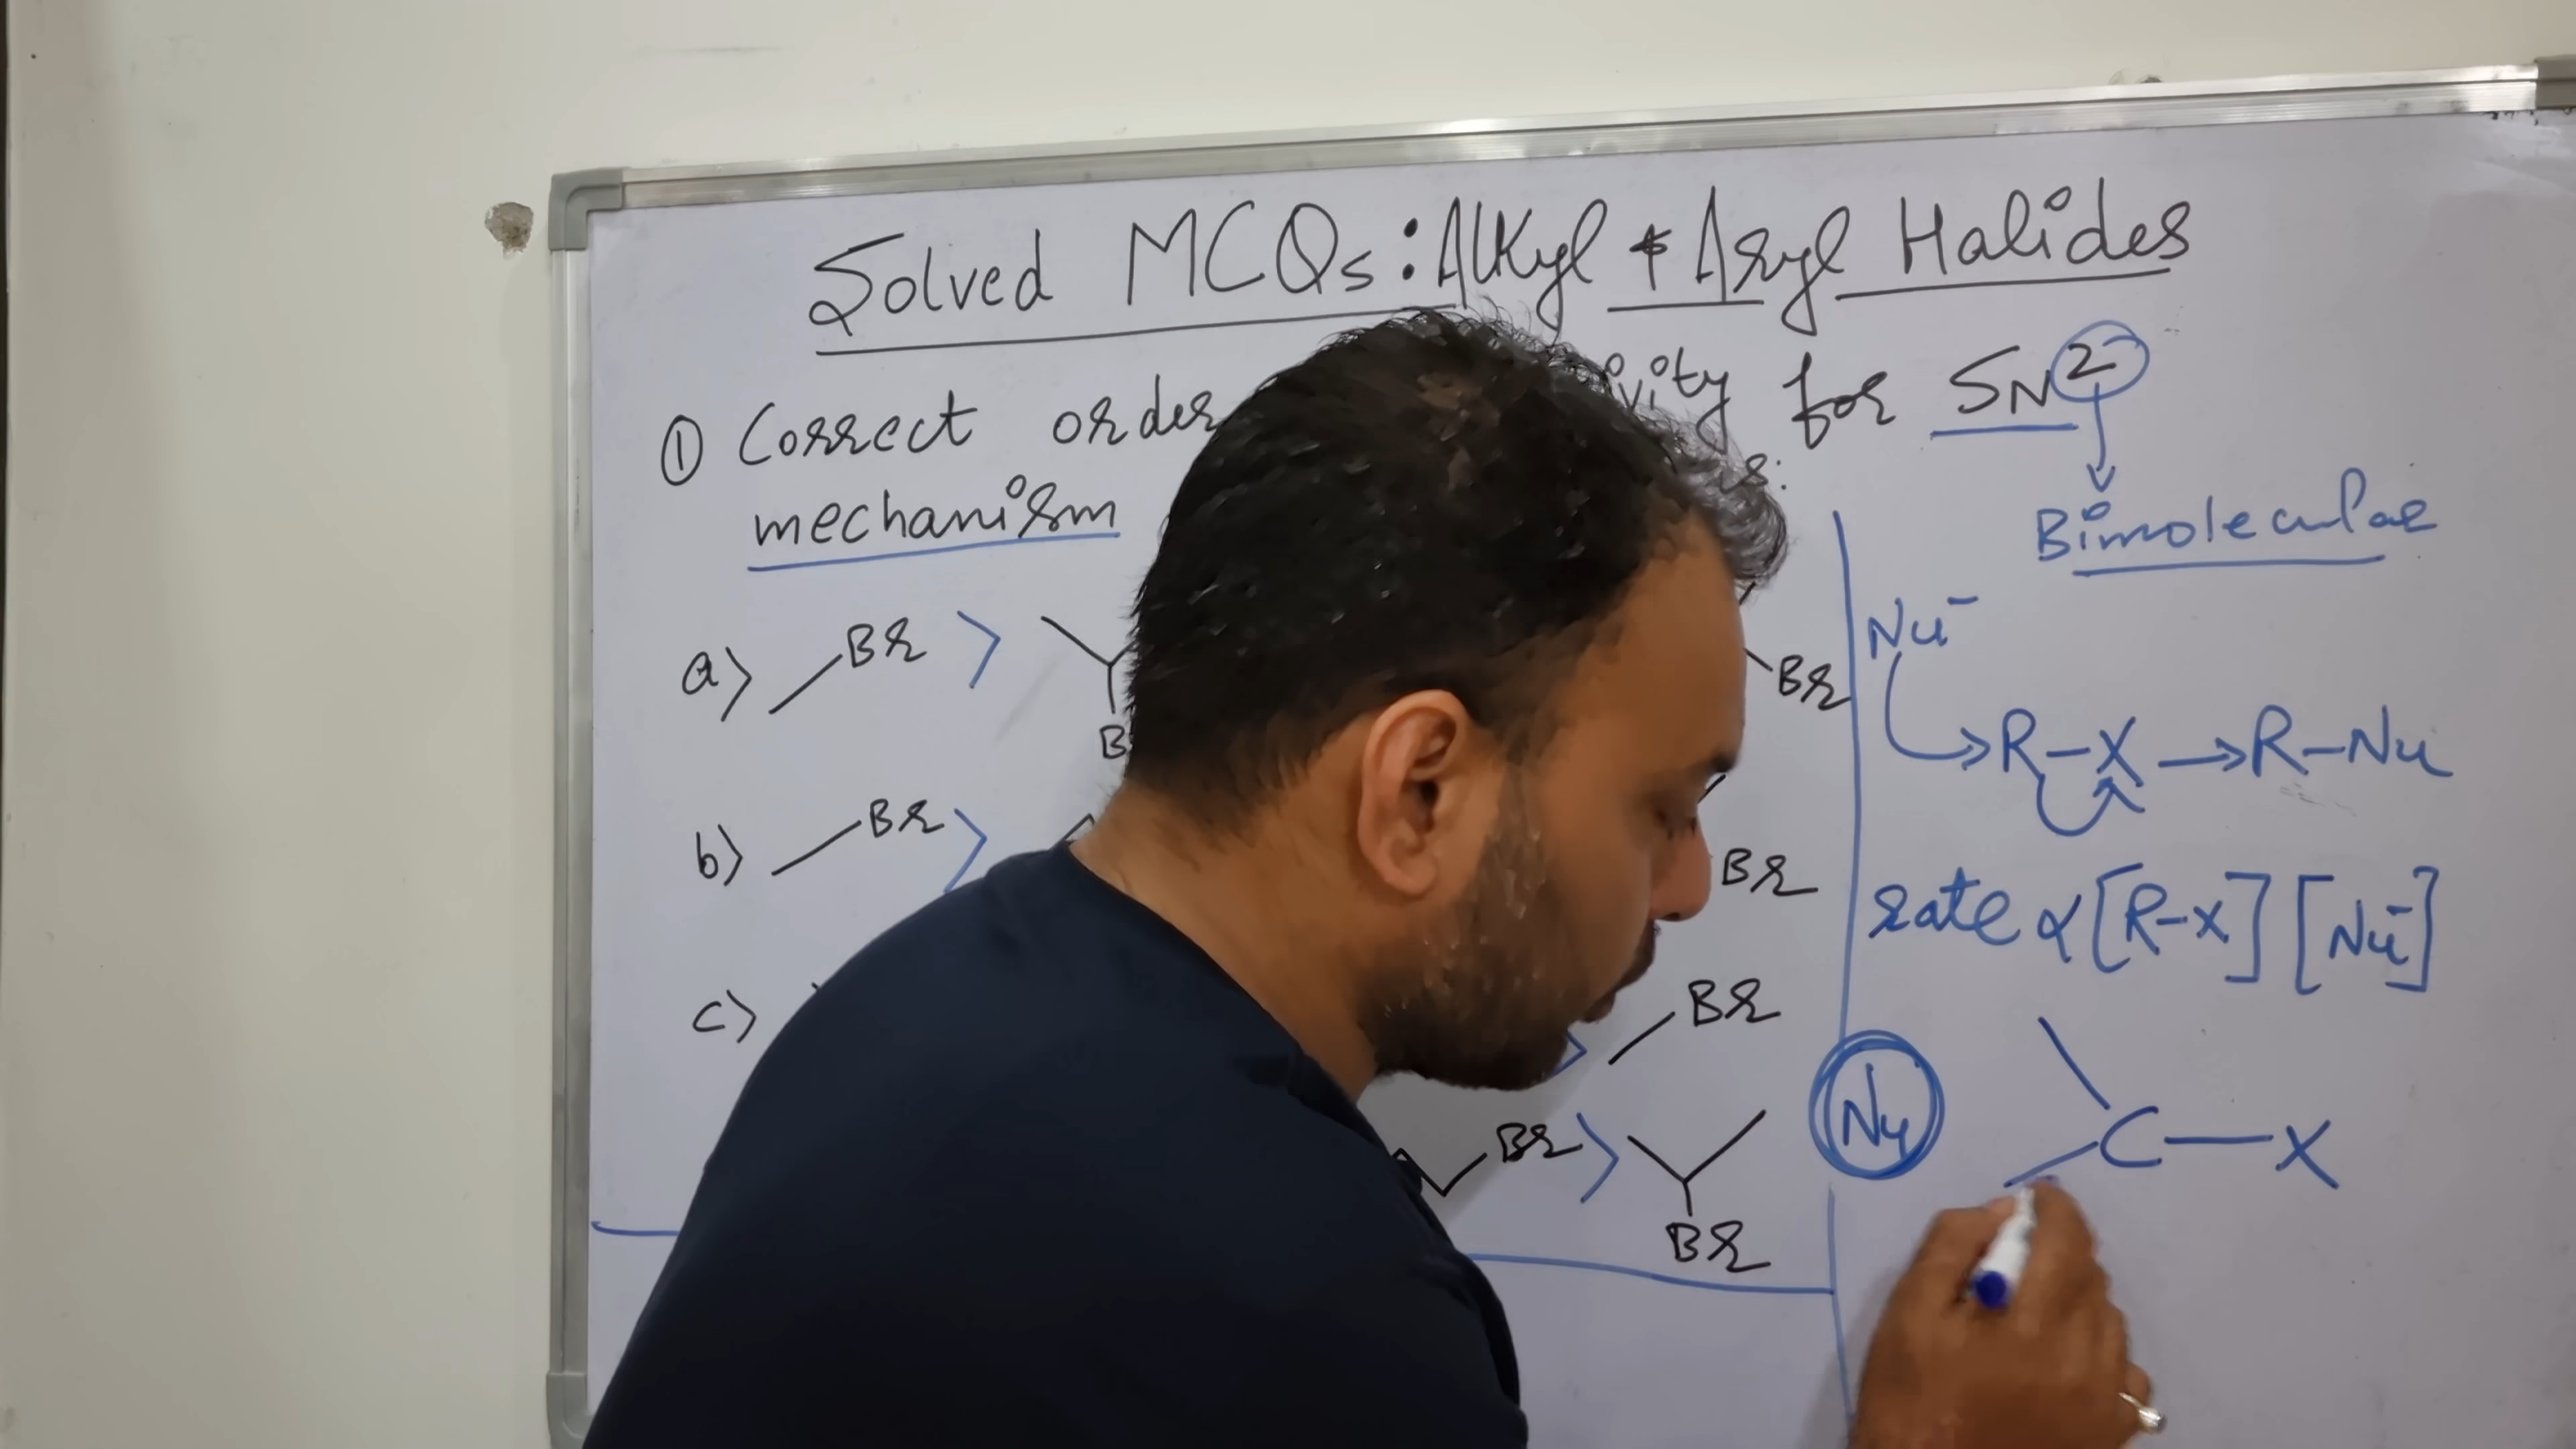 Solved MCQs: Alkyl & Aryl Halides
① Correct order for SN2
mechanism
Bimolecular
a) Br > Br
b) Br > Br
c) > Br
Br > Br
Nu⁻
R-X → R-Nu
rate α [R-X] [Nu⁻]
Nu C-X